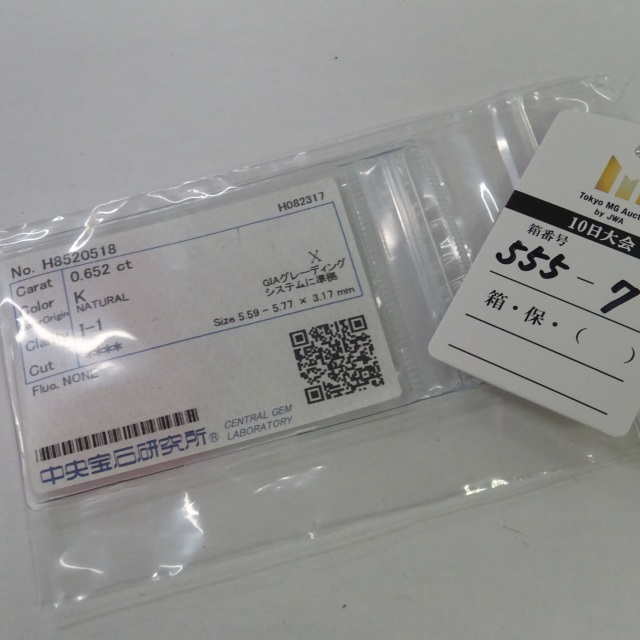 H082317
No. H8520518
Carat 0.652 ct
Color K
Origin NATURAL
X
GIAグレーディング
システムに準拠
I-1
Size 5.59 - 5.77 × 3.17 mm
Cut ****
Fluo. NONE
中央宝石研究所®
CENTRAL GEM
LABORATORY
Tokyo MG Auct
by JWA
10日大会
箱番号
555-7
箱・保・( )